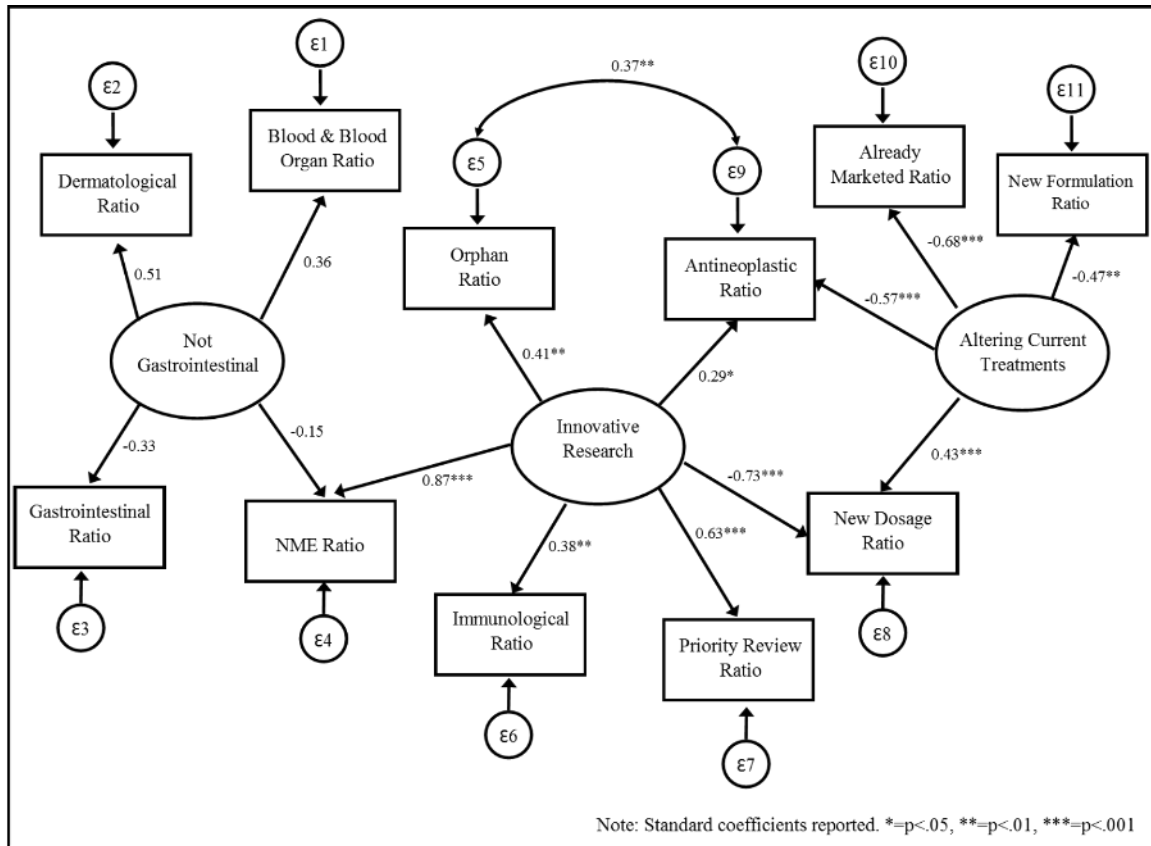 ε1
0.37**
ε10
ε2
ε11
Blood & Blood
Organ Ratio
ε5
ε9
Already
Marketed Ratio
Dermatological
Ratio
New Formulation
Ratio
Orphan
Ratio
Antineoplastic
Ratio
-0.68***
0.51
0.36
-0.57***
-0.47**
Not
Gastrointestinal
Altering Current
Treatments
0.41**
0.29*
-0.33
-0.15
Innovative
Research
0.87***
-0.73***
0.43***
Gastrointestinal
Ratio
NME Ratio
New Dosage
Ratio
0.38**
0.63***
ε3
ε4
Immunological
Ratio
Priority Review
Ratio
ε8
ε6
ε7
Note: Standard coefficients reported. *=p<.05, **=p<.01, ***=p<.001